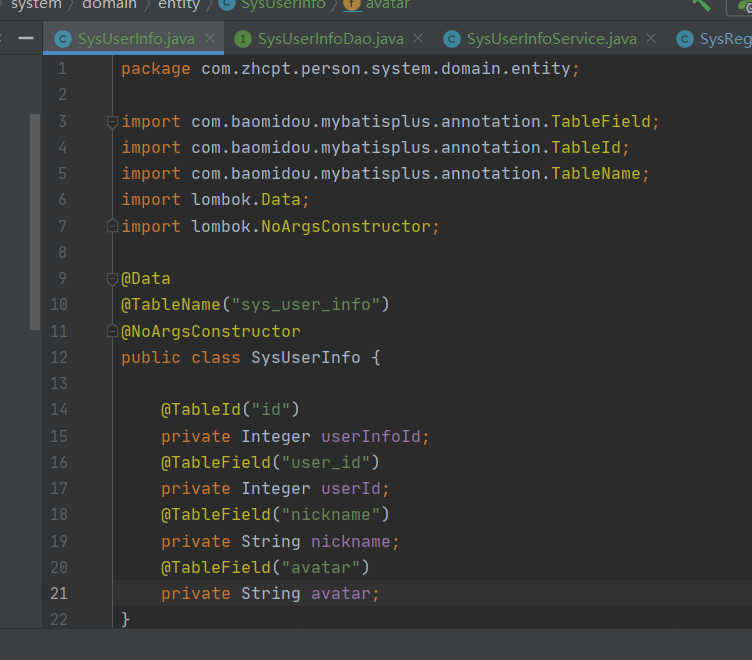 system domain entity SysUserInfo avatar
SysUserInfo.java SysUserInfoDao.java SysUserInfoService.java SysReg
1 package com.zhcpt.person.system.domain.entity;
2
3 import com.baomidou.mybatisplus.annotation.TableField;
4 import com.baomidou.mybatisplus.annotation.TableId;
5 import com.baomidou.mybatisplus.annotation.TableName;
6 import lombok.Data;
7 import lombok.NoArgsConstructor;
8
9 @Data
10 @TableName("sys_user_info")
11 @NoArgsConstructor
12 public class SysUserInfo {
13
14 @TableId("id")
15 private Integer userInfoId;
16 @TableField("user_id")
17 private Integer userId;
18 @TableField("nickname")
19 private String nickname;
20 @TableField("avatar")
21 private String avatar;
22 }